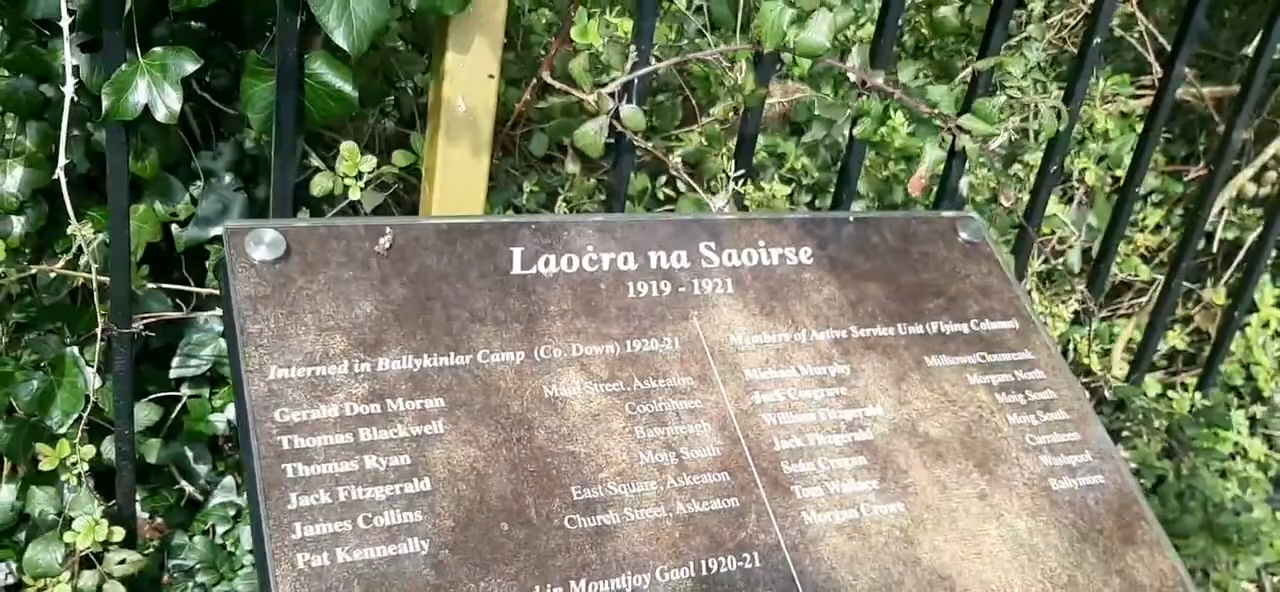 Laoċra na Saoirse
1919 - 1921
Interned in Ballykinlar Camp (Co. Down) 1920-21
Gerald Don Moran Main Street, Askeaton
Thomas Blackwell Coolrahnee
Thomas Ryan Bawnreagh
Jack Fitzgerald Moig South
James Collins East Square, Askeaton
Pat Kenneally Church Street, Askeaton
in Mountjoy Gaol 1920-21
Members of Active Service Unit (Flying Column)
Michael Murphy Milltown/Clounreask
Jack Cosgrave Morgans North
William Fitzgerald Moig South
Jack Fitzgerald Moig South
Seán Cregan Curraheen
Tom Wallace Washpool
Morgan Crowe Ballymore